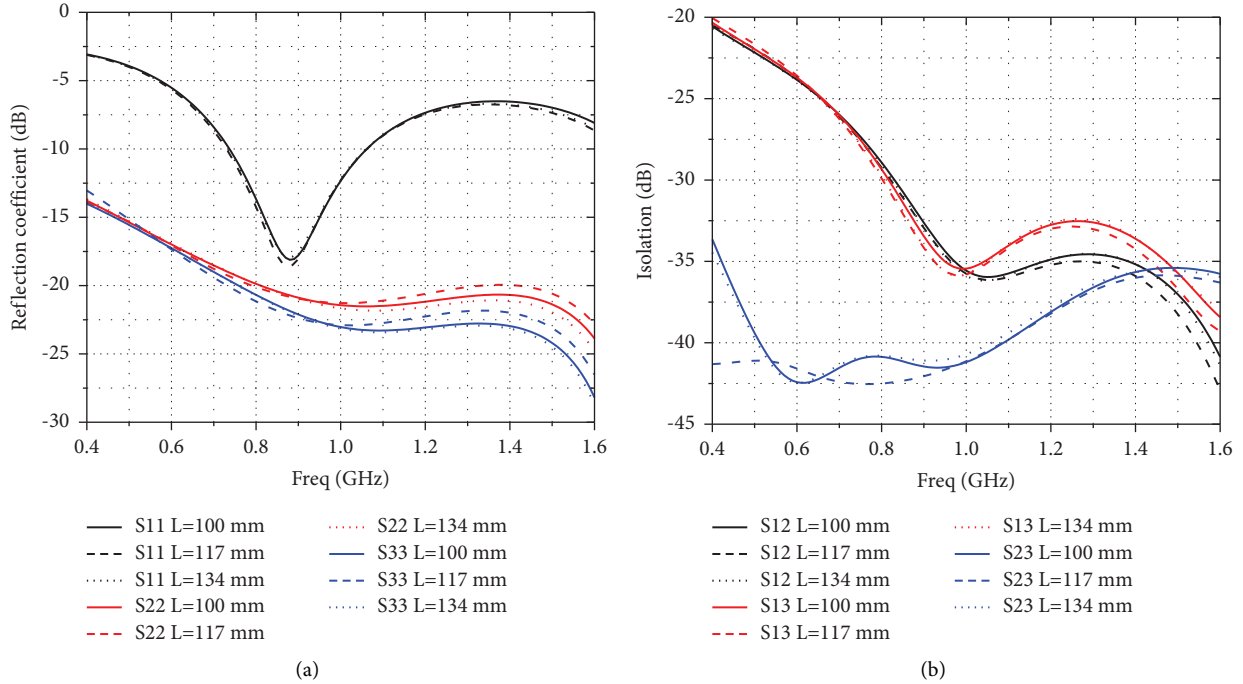 0
-5
-10
-15
-20
-25
-30
Reflection coefficient (dB)
0.4 0.6 0.8 1.0 1.2 1.4 1.6
Freq (GHz)
S11 L=100 mm
S11 L=117 mm
S11 L=134 mm
S22 L=100 mm
S22 L=117 mm
S22 L=134 mm
S33 L=100 mm
S33 L=117 mm
S33 L=134 mm
(a)
-20
-25
-30
-35
-40
-45
Isolation (dB)
0.4 0.6 0.8 1.0 1.2 1.4 1.6
Freq (GHz)
S12 L=100 mm
S12 L=117 mm
S12 L=134 mm
S13 L=100 mm
S13 L=117 mm
S13 L=134 mm
S23 L=100 mm
S23 L=117 mm
S23 L=134 mm
(b)